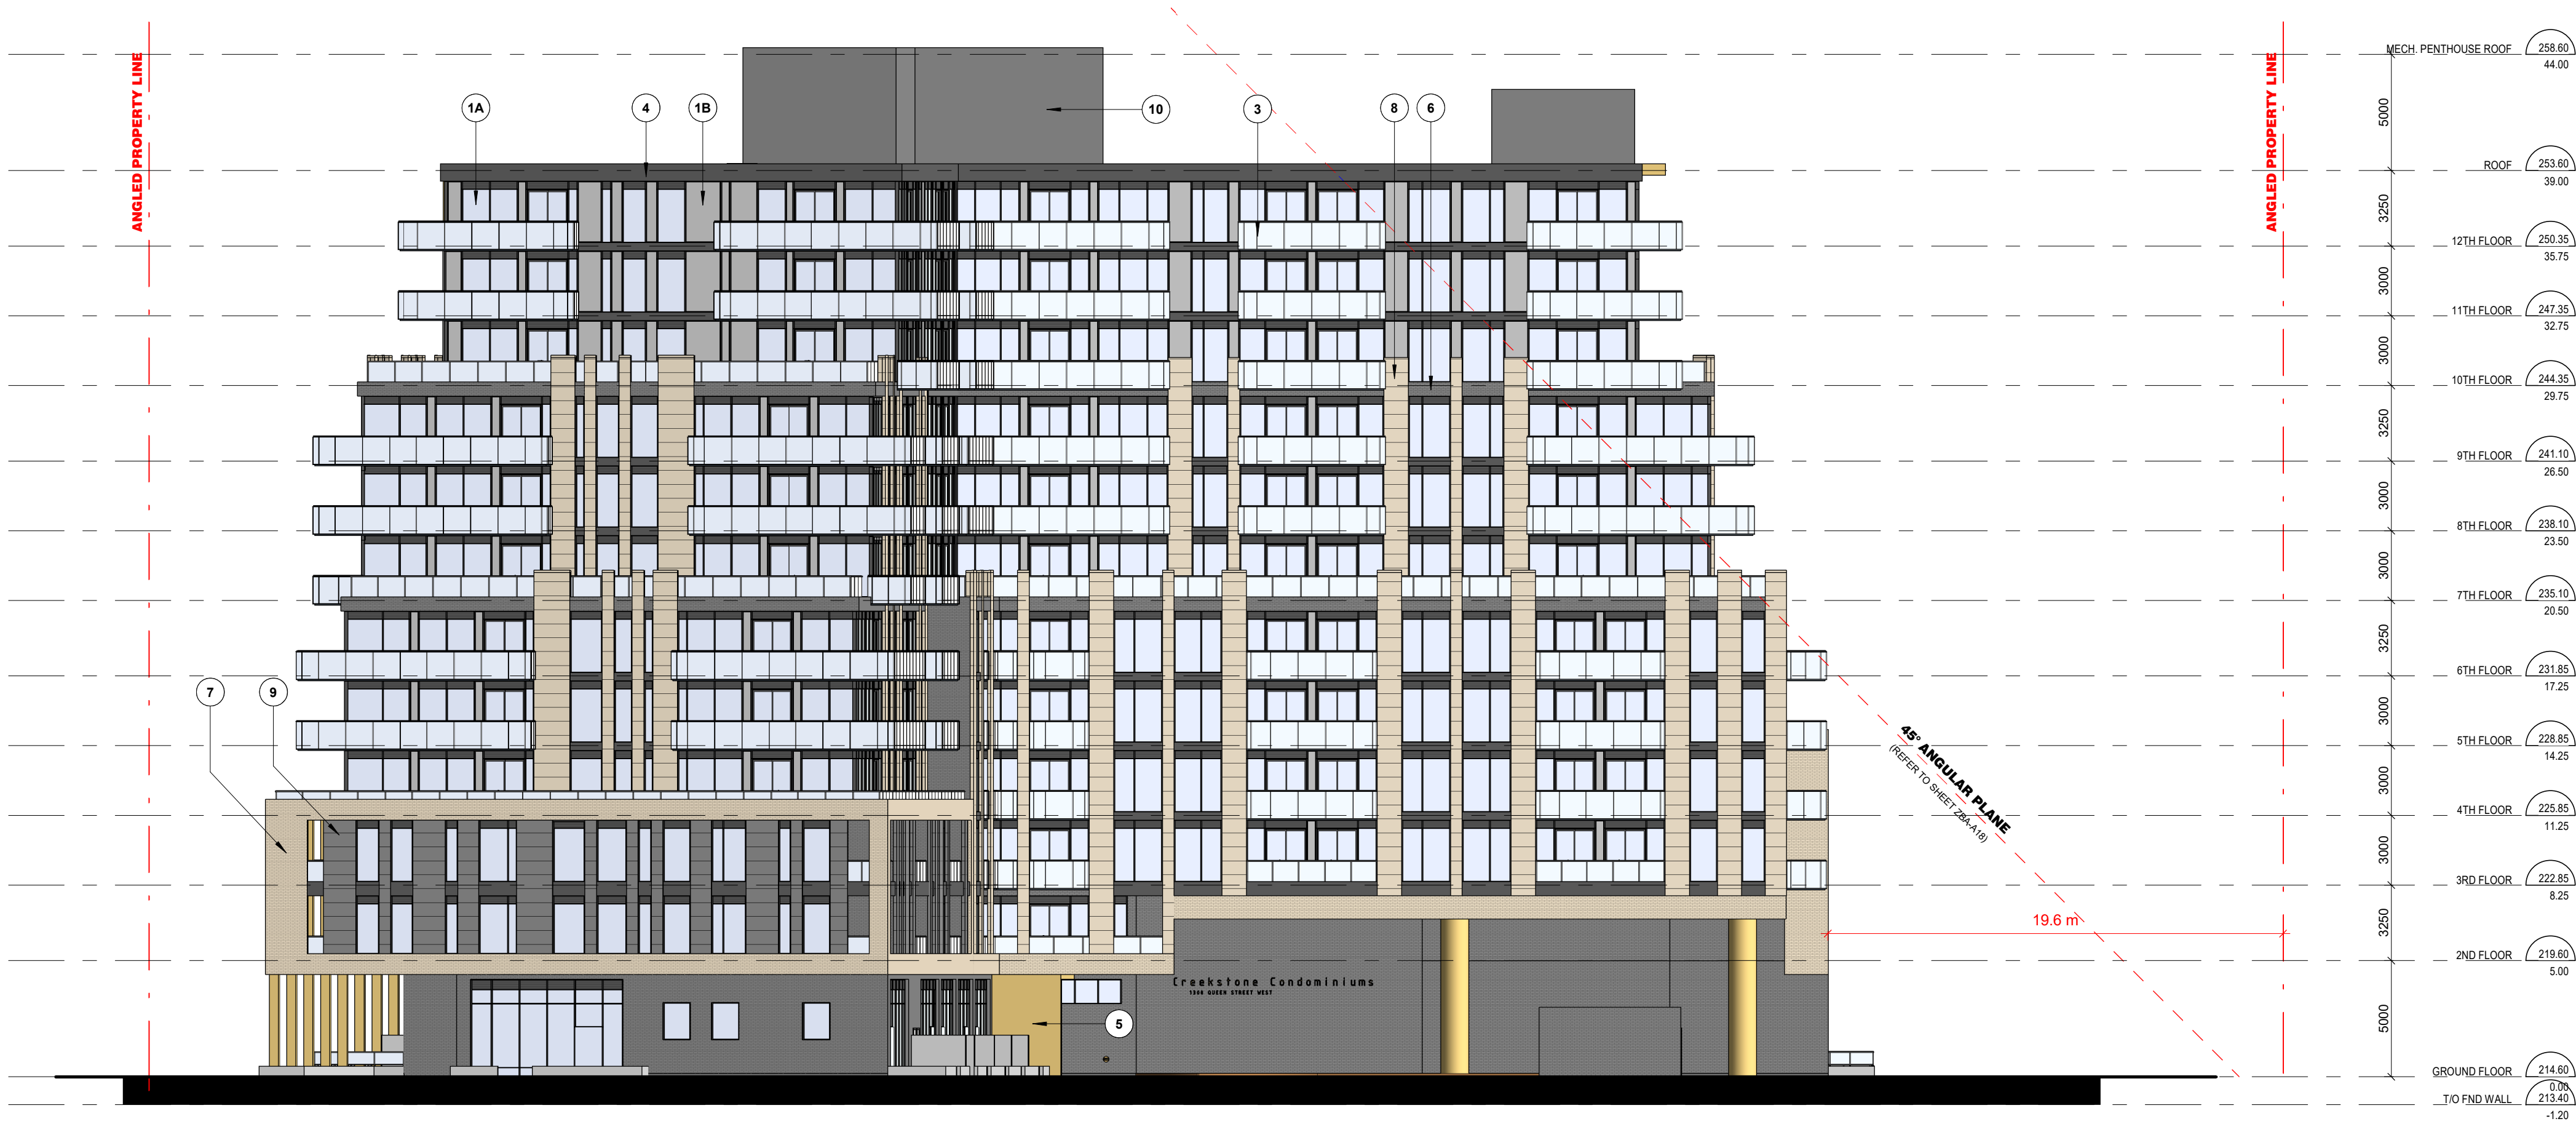 ANGLED PROPERTY LINE
1A
4
1B
10
3
8
6
ANGLED PROPERTY LINE
MECH. PENTHOUSE ROOF
258.60
44.00
5000
ROOF
253.60
39.00
3250
12TH FLOOR
250.35
35.75
3000
11TH FLOOR
247.35
32.75
3000
10TH FLOOR
244.35
29.75
3250
9TH FLOOR
241.10
26.50
3000
8TH FLOOR
238.10
23.50
3000
7TH FLOOR
235.10
20.50
3250
7
9
6TH FLOOR
231.85
17.25
3000
5TH FLOOR
228.85
14.25
3000
45° ANGULAR PLANE
(REFER TO SHEET ZBA-A18)
4TH FLOOR
225.85
11.25
3000
3RD FLOOR
222.85
8.25
19.6 m
3250
2ND FLOOR
219.60
5.00
Creekstone Condominiums
1308 QUEEN STREET WEST
5
5000
GROUND FLOOR
214.60
0.00
T/O FND WALL
213.40
-1.20